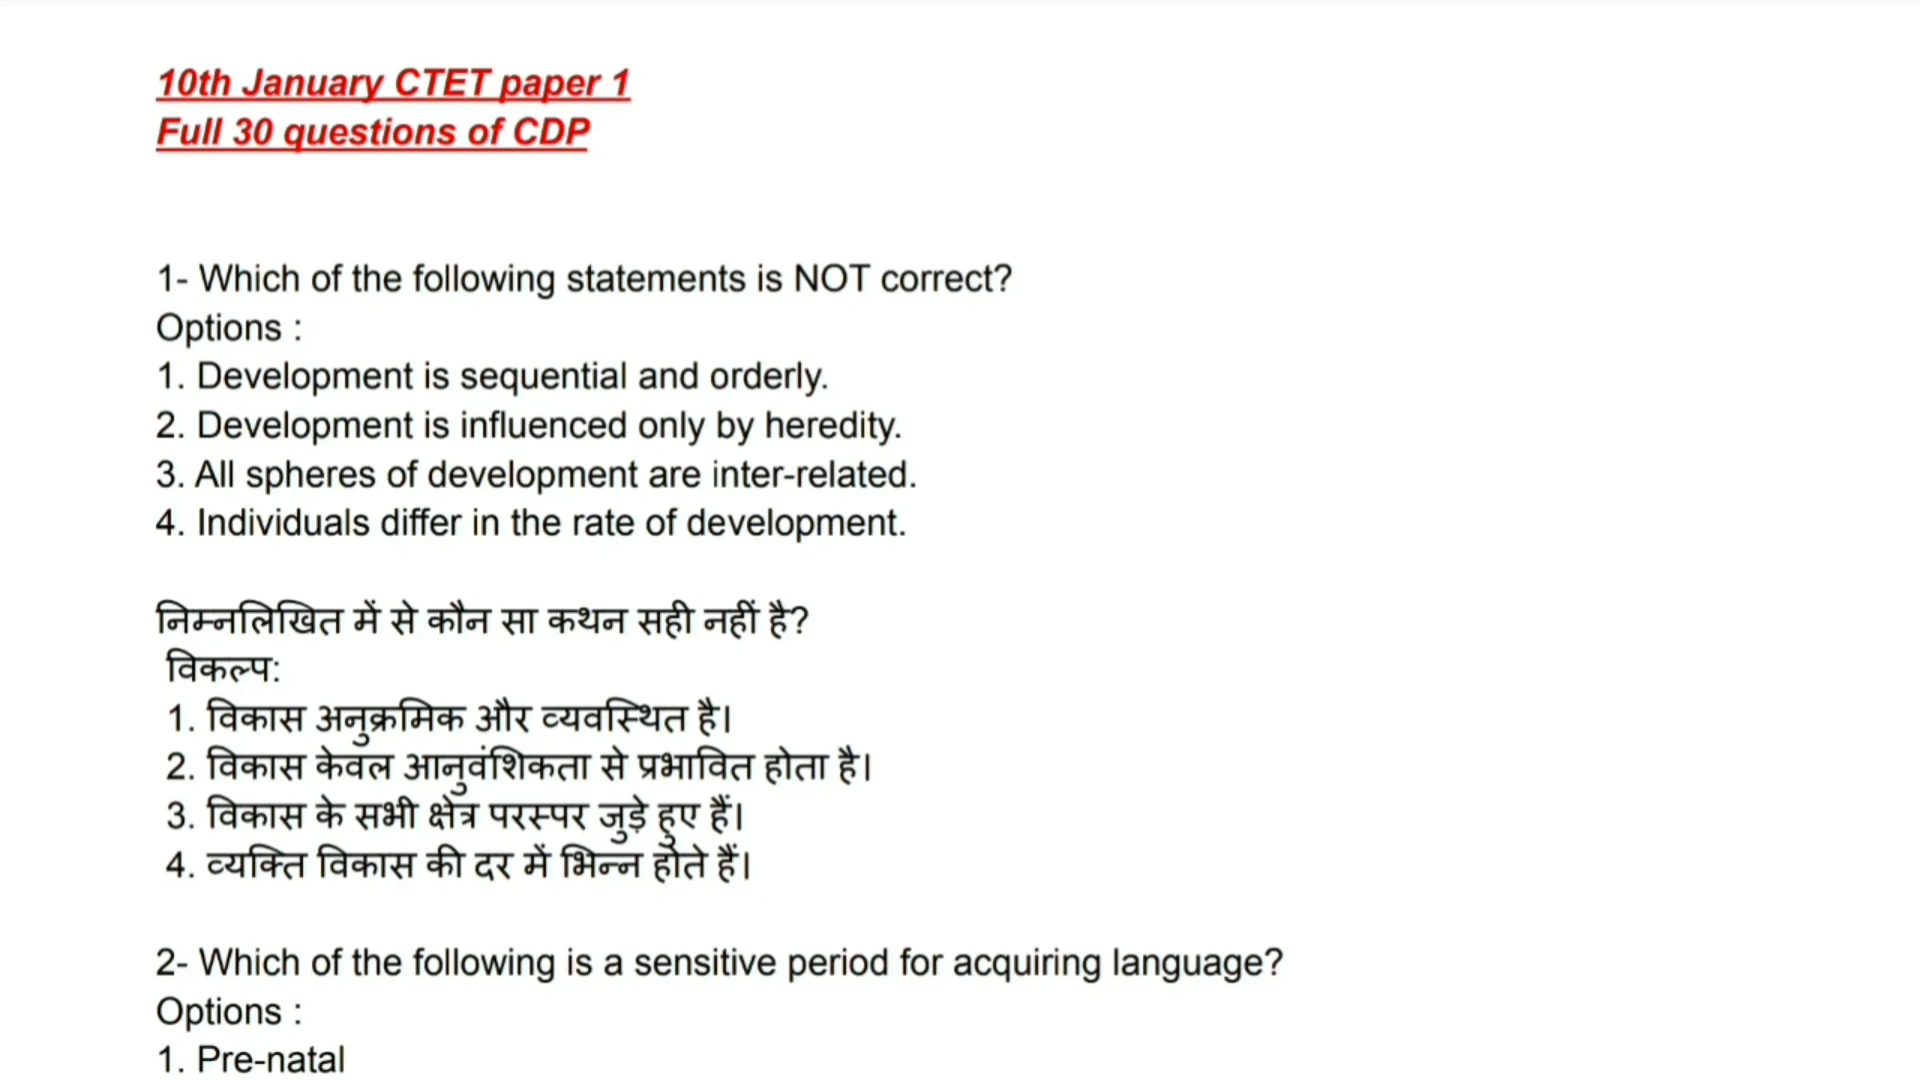 10th January CTET paper 1
Full 30 questions of CDP
1- Which of the following statements is NOT correct?
Options :
1. Development is sequential and orderly.
2. Development is influenced only by heredity.
3. All spheres of development are inter-related.
4. Individuals differ in the rate of development.
निम्नलिखित में से कौन सा कथन सही नहीं है?
विकल्प:
1. विकास अनुक्रमिक और व्यवस्थित है।
2. विकास केवल आनुवंशिकता से प्रभावित होता है।
3. विकास के सभी क्षेत्र परस्पर जुड़े हुए हैं।
4. व्यक्ति विकास की दर में भिन्न होते हैं।
2- Which of the following is a sensitive period for acquiring language?
Options :
1. Pre-natal